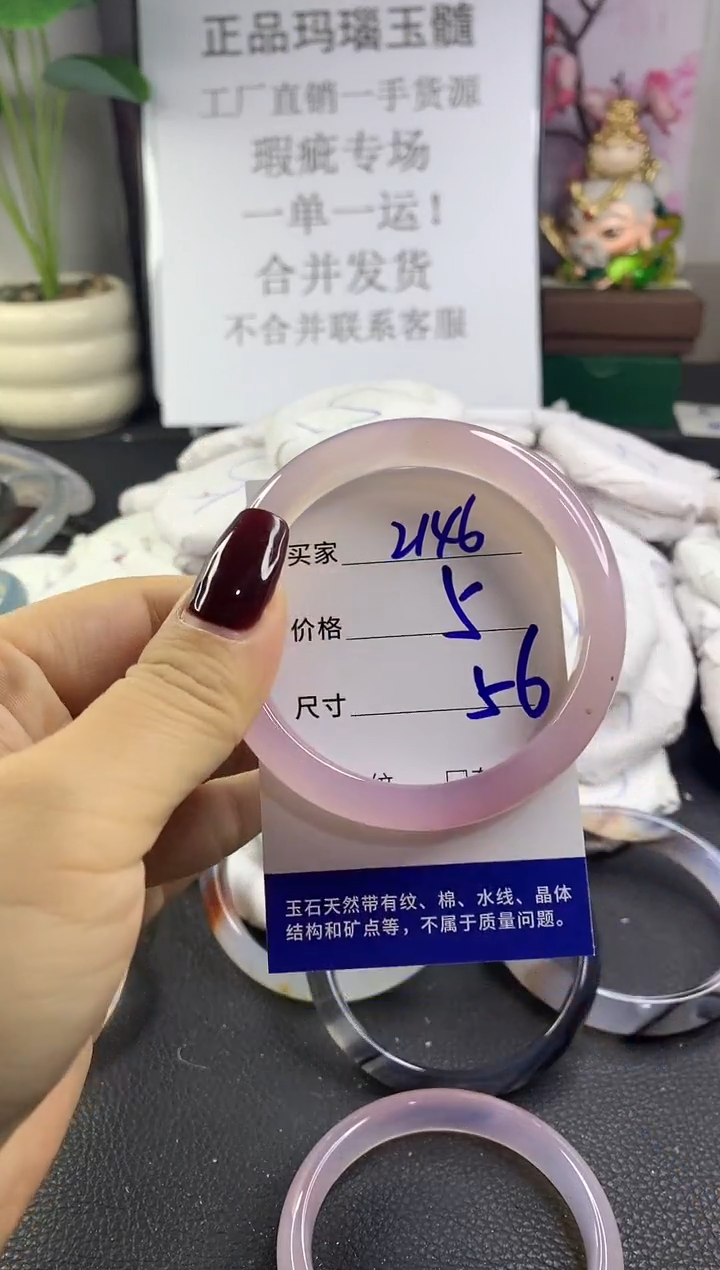 正品玛瑙玉髓
工厂直销一手货源
瑕疵专场
一单一运!
合并发货
不合并联系客服
买家 2146
价格 5
尺寸 56
玉石天然带有纹、棉、水线、晶体
结构和矿点等，不属于质量问题。